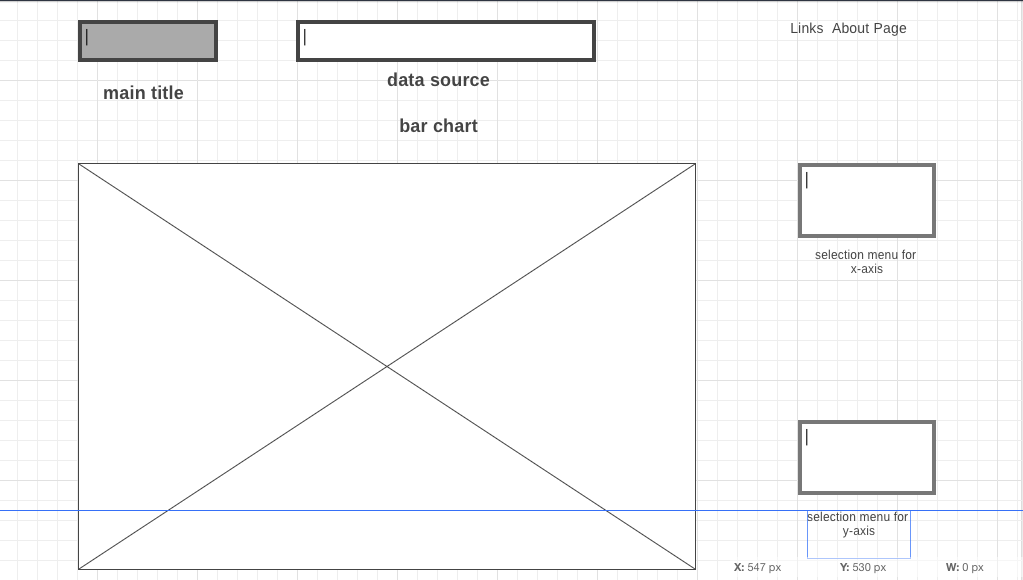 Links About Page
data source
main title
bar chart
selection menu for
x-axis
selection menu for
y-axis
X: 547 px Y: 530 px W: 0 px